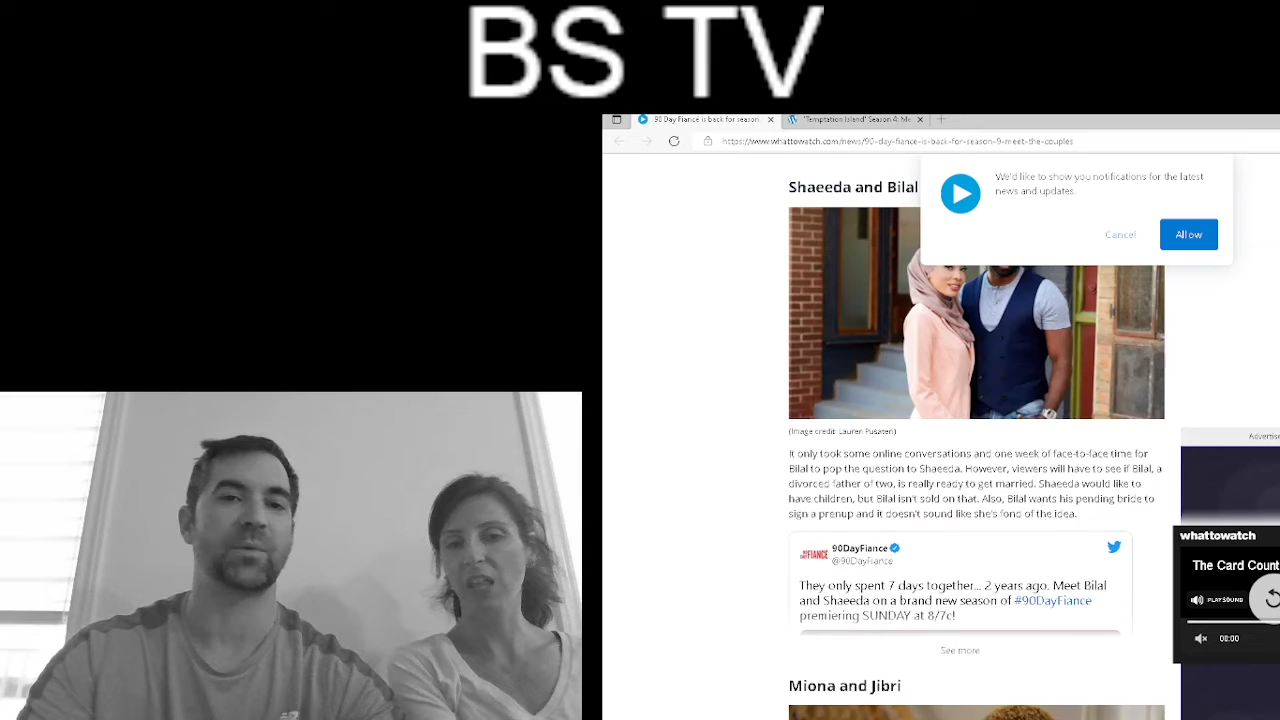 BS TV
90 Day Fiancé is back for season
'Temptation Island' Season 4: Me
https://www.whattowatch.com/news/90-day-fiance-is-back-for-season-9-meet-the-couples
We'd like to show you notifications for the latest
news and updates.
Cancel
Allow
Shaeeda and Bilal
(Image credit: Lauren Pusateri)
It only took some online conversations and one week of face-to-face time for
Bilal to pop the question to Shaeeda. However, viewers will have to see if Bilal, a
divorced father of two, is really ready to get married. Shaeeda would like to
have children, but Bilal isn't sold on that. Also, Bilal wants his pending bride to
sign a prenup and it doesn't sound like she's fond of the idea.
90DayFiance
@90DayFiance
They only spent 7 days together... 2 years ago. Meet Bilal
and Shaeeda on a brand new season of #90DayFiance
premiering SUNDAY at 8/7c!
See more
Miona and Jibri
Advertise
whattowatch
The Card Count
PLAY SOUND
00:00